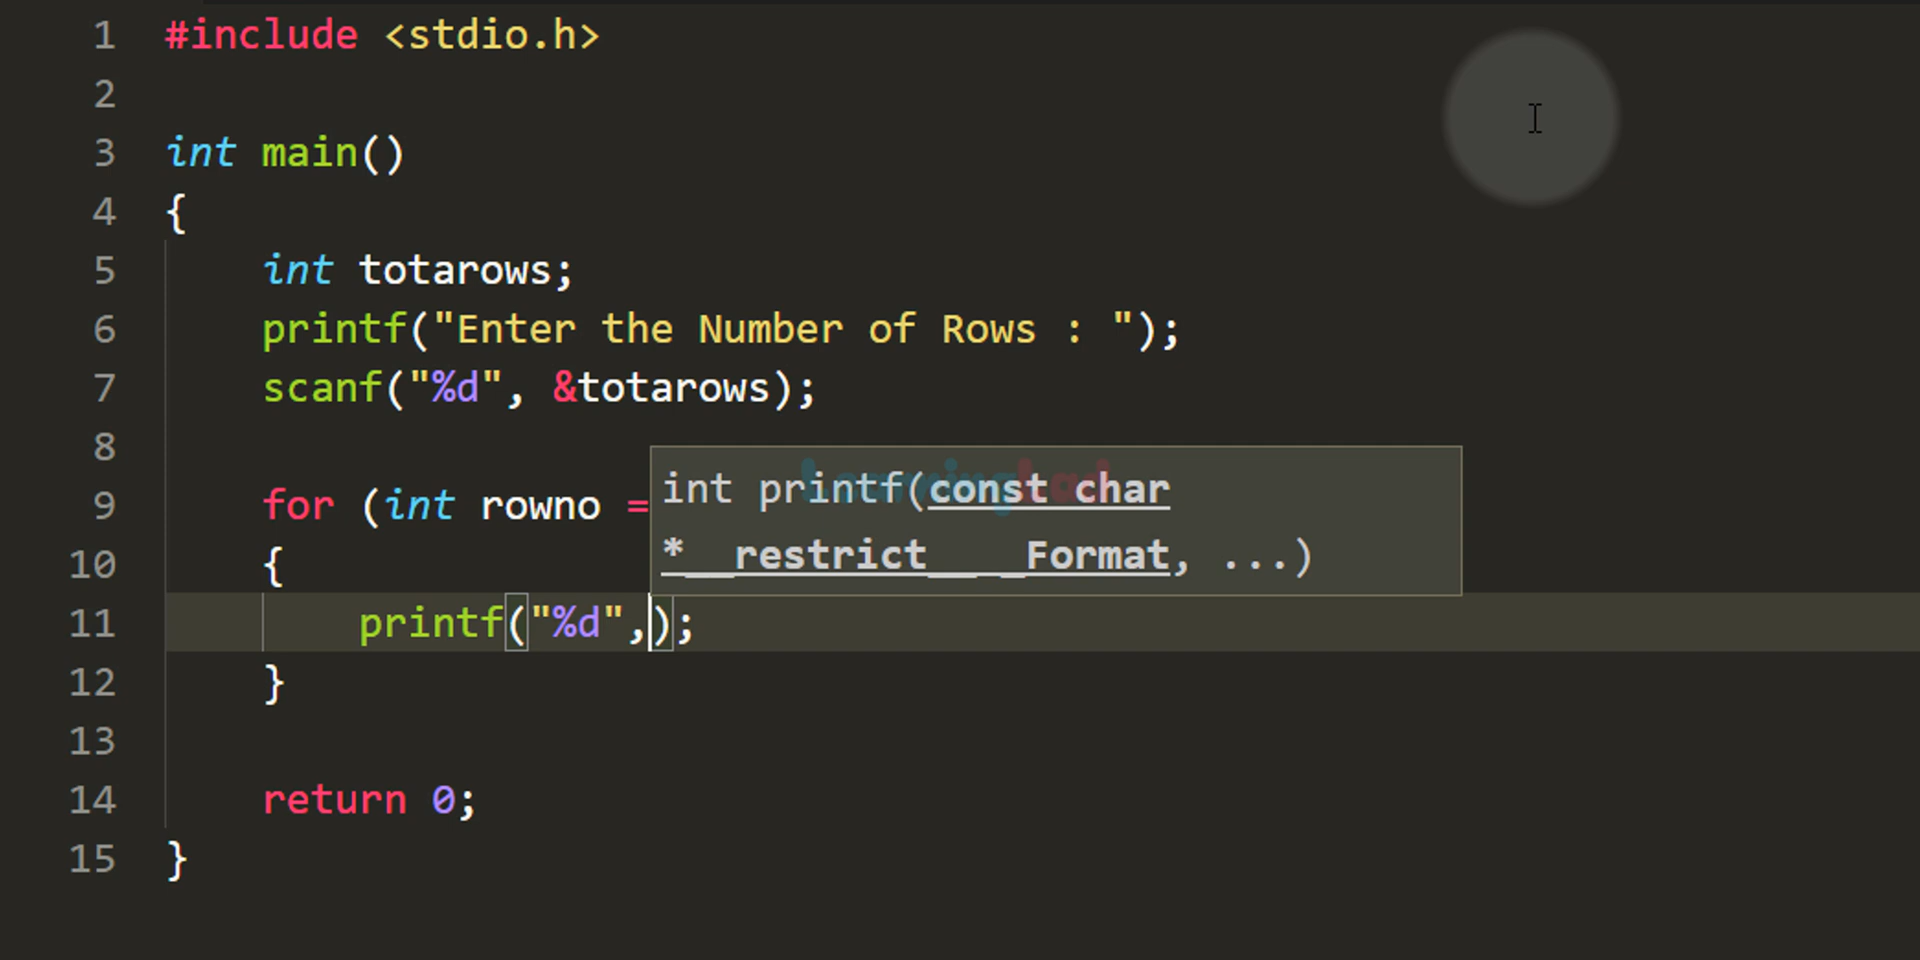 1 #include <stdio.h>
2
3 int main()
4 {
5 int totarows;
6 printf("Enter the Number of Rows : ");
7 scanf("%d", &totarows);
8
9 for (int rowno =
int printf(const char
*__restrict__ _Format, ...)
10 {
11 printf("%d",);
12 }
13
14 return 0;
15 }